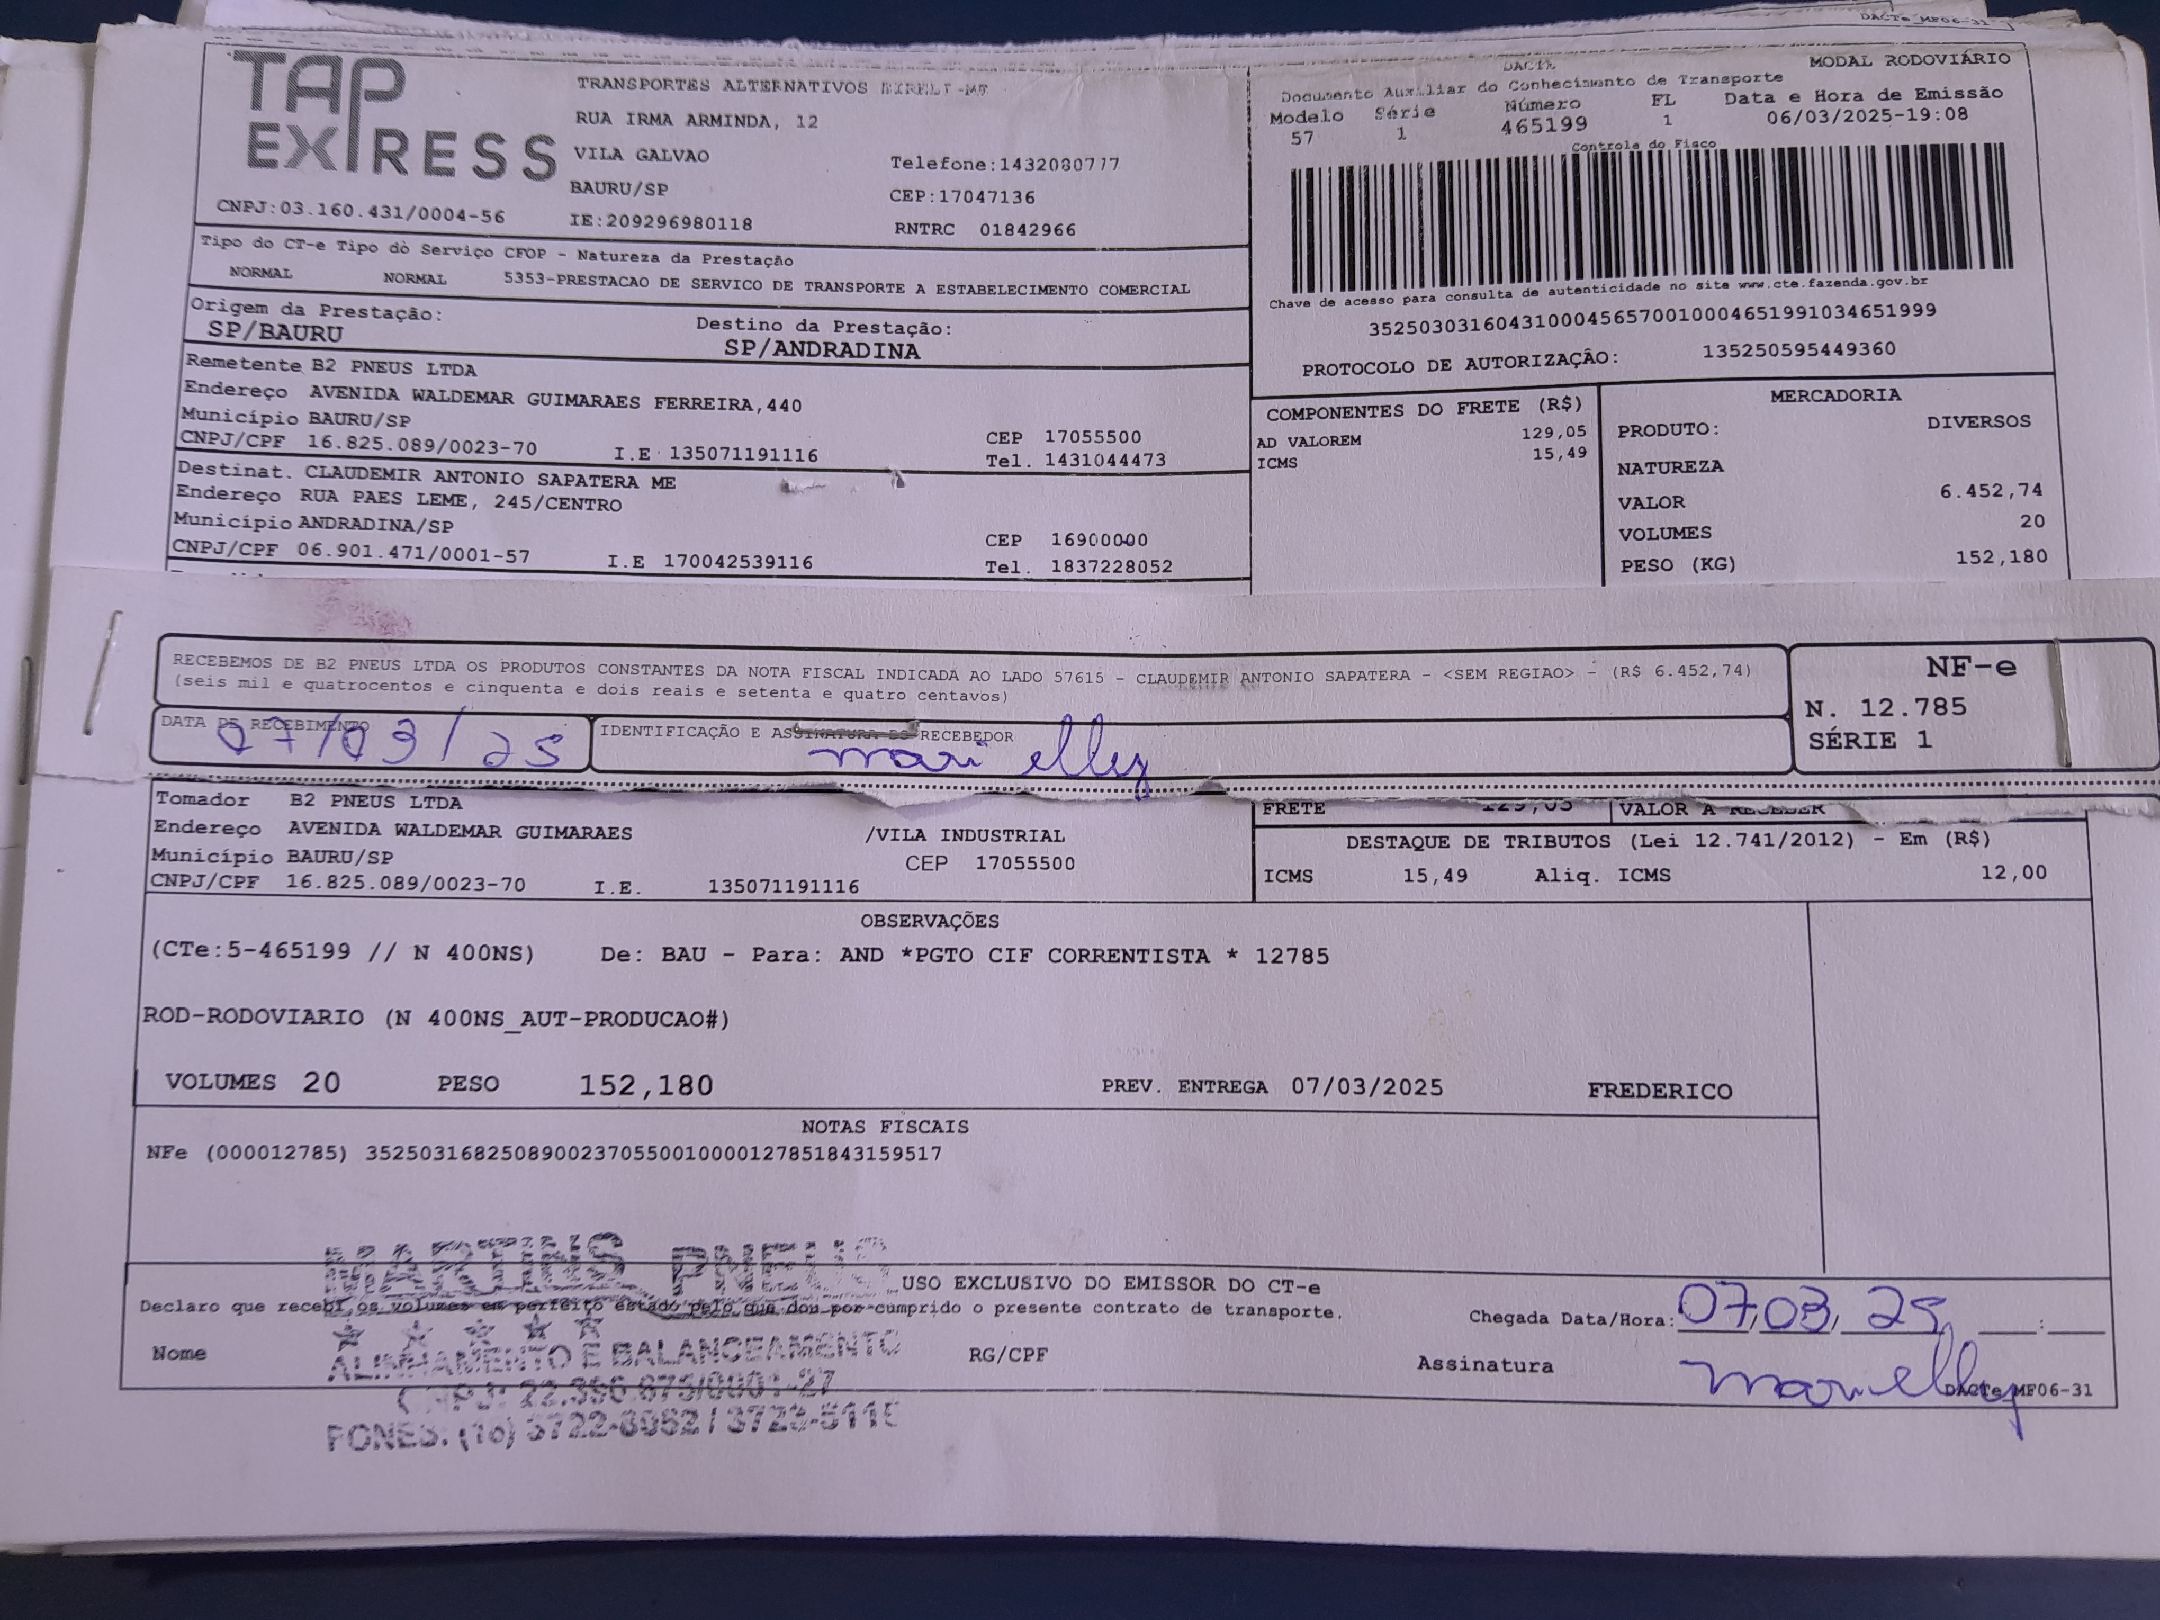 DACTe MF06-31
TAP EXPRESS
TRANSPORTES ALTERNATIVOS EIRELI-ME
RUA IRMA ARMINDA, 12
VILA GALVAO
Telefone:1432080777
BAURU/SP
CEP:17047136
CNPJ:03.160.431/0004-56
IE:209296980118
RNTRC 01842966
DACTE
MODAL RODOVIÁRIO
Documento Auxiliar do Conhecimento de Transporte
Modelo Série Número FL Data e Hora de Emissão
57 1 465199 1 06/03/2025-19:08
Controle do Fisco
Chave de acesso para consulta de autenticidade no site www.cte.fazenda.gov.br
35250303160431000456570010004651991034651999
PROTOCOLO DE AUTORIZAÇÃO: 135250595449360
Tipo do CT-e Tipo do Serviço CFOP - Natureza da Prestação
NORMAL NORMAL 5353-PRESTACAO DE SERVICO DE TRANSPORTE A ESTABELECIMENTO COMERCIAL
Origem da Prestação:
SP/BAURU
Destino da Prestação:
SP/ANDRADINA
Remetente B2 PNEUS LTDA
Endereço AVENIDA WALDEMAR GUIMARAES FERREIRA,440
Município BAURU/SP
CEP 17055500
CNPJ/CPF 16.825.089/0023-70 I.E 135071191116 Tel. 1431044473
Destinat. CLAUDEMIR ANTONIO SAPATERA ME
Endereço RUA PAES LEME, 245/CENTRO
Município ANDRADINA/SP CEP 16900000
CNPJ/CPF 06.901.471/0001-57 I.E 170042539116 Tel. 1837228052
COMPONENTES DO FRETE (R$)
AD VALOREM 129,05
ICMS 15,49
MERCADORIA
PRODUTO: DIVERSOS
NATUREZA
VALOR 6.452,74
VOLUMES 20
PESO (KG) 152,180
RECEBEMOS DE B2 PNEUS LTDA OS PRODUTOS CONSTANTES DA NOTA FISCAL INDICADA AO LADO 57615 - CLAUDEMIR ANTONIO SAPATERA - <SEM REGIAO> - (R$ 6.452,74)
(seis mil e quatrocentos e cinquenta e dois reais e setenta e quatro centavos)
NF-e
N. 12.785
SÉRIE 1
DATA DE RECEBIMENTO
07/03/25
IDENTIFICAÇÃO E ASSINATURA DO RECEBEDOR
mari elley
Tomador B2 PNEUS LTDA
Endereço AVENIDA WALDEMAR GUIMARAES /VILA INDUSTRIAL
Município BAURU/SP CEP 17055500
CNPJ/CPF 16.825.089/0023-70 I.E. 135071191116
FRETE 129,05 VALOR A RECEBER
DESTAQUE DE TRIBUTOS (Lei 12.741/2012) - Em (R$)
ICMS 15,49 Aliq. ICMS 12,00
OBSERVAÇÕES
(CTe:5-465199 // N 400NS) De: BAU - Para: AND *PGTO CIF CORRENTISTA * 12785
ROD-RODOVIARIO (N 400NS_AUT-PRODUCAO#)
VOLUMES 20 PESO 152,180 PREV. ENTREGA 07/03/2025 FREDERICO
NOTAS FISCAIS
NFe (000012785) 35250316825089002370550010000127851843159517
MARTINS PNEUS
USO EXCLUSIVO DO EMISSOR DO CT-e
Declaro que recebi os volumes em perfeito estado pelo que dou por cumprido o presente contrato de transporte.
Chegada Data/Hora: 07/03/25 :
ALINHAMENTO E BALANCEAMENTO
Nome RG/CPF Assinatura
marielley
DACTe MF06-31